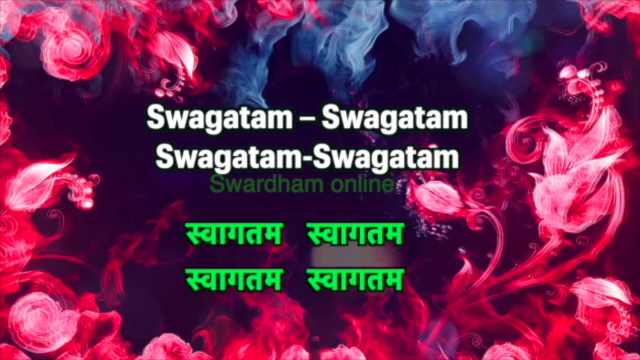 Swagatam – Swagatam
Swagatam-Swagatam
Swardham online
स्वागतम स्वागतम
स्वागतम स्वागतम